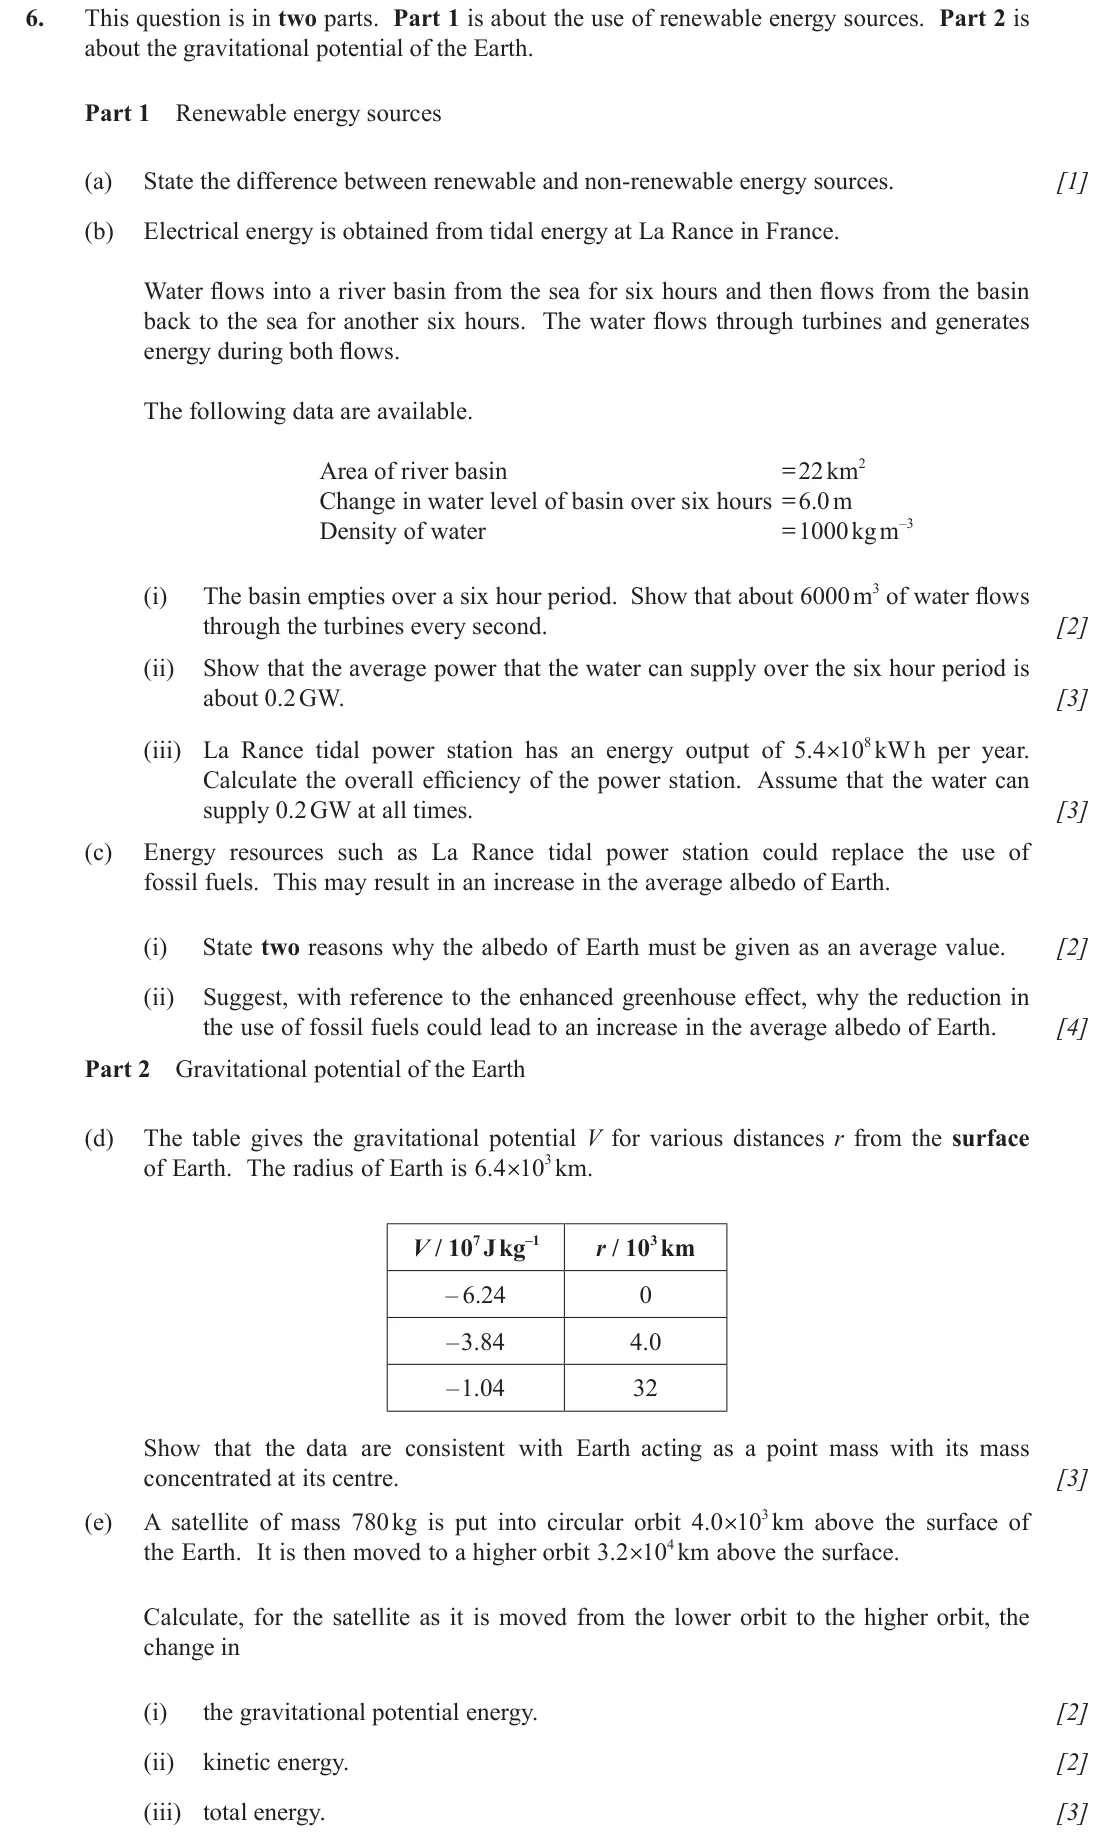 6. This question is in two parts. Part 1 is about the use of renewable energy sources. Part 2 is
about the gravitational potential of the Earth.
Part 1 Renewable energy sources
(a) State the difference between renewable and non-renewable energy sources. [1]
(b) Electrical energy is obtained from tidal energy at La Rance in France.
Water flows into a river basin from the sea for six hours and then flows from the basin
back to the sea for another six hours. The water flows through turbines and generates
energy during both flows.
The following data are available.
Area of river basin =22 km²
Change in water level of basin over six hours =6.0 m
Density of water =1000 kg m⁻³
(i) The basin empties over a six hour period. Show that about 6000 m³ of water flows
through the turbines every second. [2]
(ii) Show that the average power that the water can supply over the six hour period is
about 0.2 GW. [3]
(iii) La Rance tidal power station has an energy output of 5.4×10⁸ kW h per year.
Calculate the overall efficiency of the power station. Assume that the water can
supply 0.2 GW at all times. [3]
(c) Energy resources such as La Rance tidal power station could replace the use of
fossil fuels. This may result in an increase in the average albedo of Earth.
(i) State two reasons why the albedo of Earth must be given as an average value. [2]
(ii) Suggest, with reference to the enhanced greenhouse effect, why the reduction in
the use of fossil fuels could lead to an increase in the average albedo of Earth. [4]
Part 2 Gravitational potential of the Earth
(d) The table gives the gravitational potential V for various distances r from the surface
of Earth. The radius of Earth is 6.4×10³ km.
V / 10⁷ J kg⁻¹ r / 10³ km
–6.24 0
–3.84 4.0
–1.04 32
Show that the data are consistent with Earth acting as a point mass with its mass
concentrated at its centre. [3]
(e) A satellite of mass 780 kg is put into circular orbit 4.0×10³ km above the surface of
the Earth. It is then moved to a higher orbit 3.2×10⁴ km above the surface.
Calculate, for the satellite as it is moved from the lower orbit to the higher orbit, the
change in
(i) the gravitational potential energy. [2]
(ii) kinetic energy. [2]
(iii) total energy. [3]